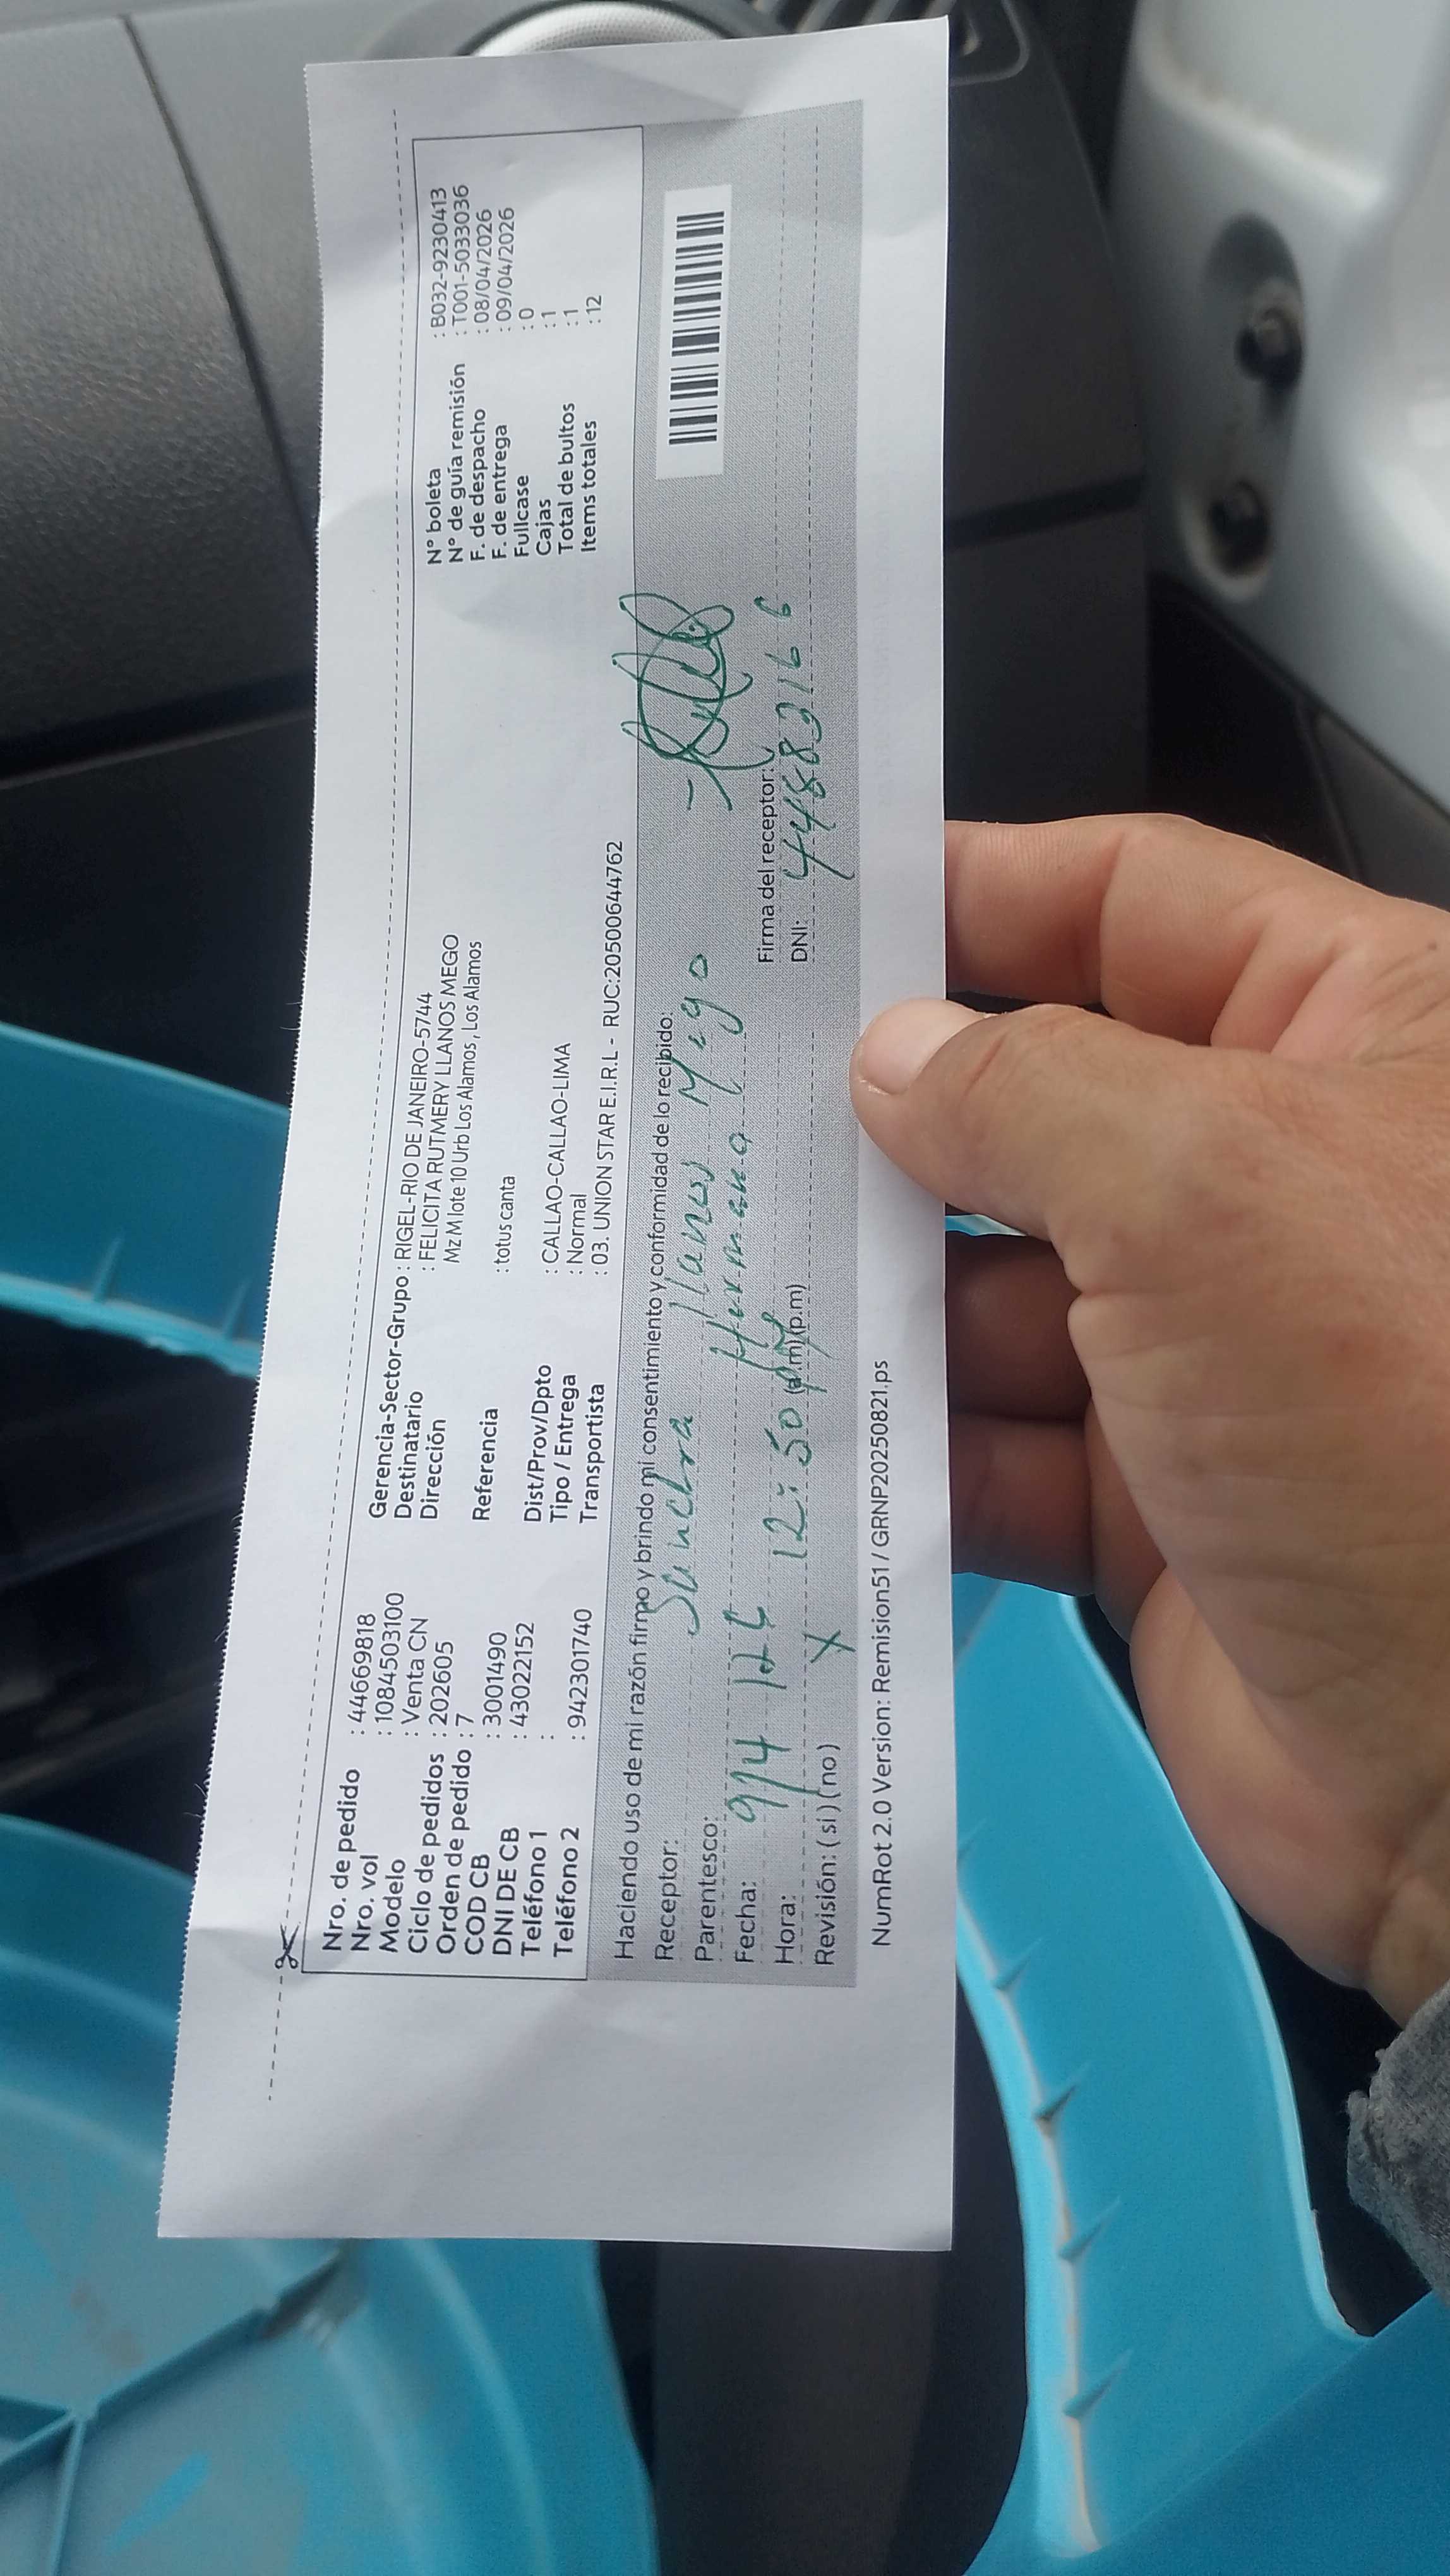 Nro. de pedido : 44669818
Nro. vol : 1084503100
Modelo : Venta CN
Ciclo de pedidos : 202605
Orden de pedido : 7
COD CB : 3001490
DNI DE CB : 43022152
Teléfono 1 :
Teléfono 2 : 942301740
Gerencia-Sector-Grupo : RIGEL-RIO DE JANEIRO-5744
Destinatario : FELICITA RUTMERY LLANOS MEGO
Dirección Mz M lote 10 Urb Los Alamos , Los Alamos
Referencia : totus canta
Dist/Prov/Dpto : CALLAO-CALLAO-LIMA
Tipo / Entrega : Normal
Transportista : 03. UNION STAR E.I.R.L - RUC:20500644762
N° boleta : B032-9230413
N° de guía remisión : T001-5033036
F. de despacho : 08/04/2026
F. de entrega : 09/04/2026
Fullcase : 0
Cajas : 1
Total de bultos : 1
Items totales : 12
Haciendo uso de mi razón firmo y brindo mi consentimiento y conformidad de lo recibido:
Receptor: Sandra Llanos Mego
Parentesco: Hermana
Fecha: 9/4
Firma del receptor:
Hora: 12:50 (a.m) (p.m)
DNI:
Revisión: ( si ) ( no ) X
NumRot 2.0 Version: Remision51 / GRNP20250821.ps